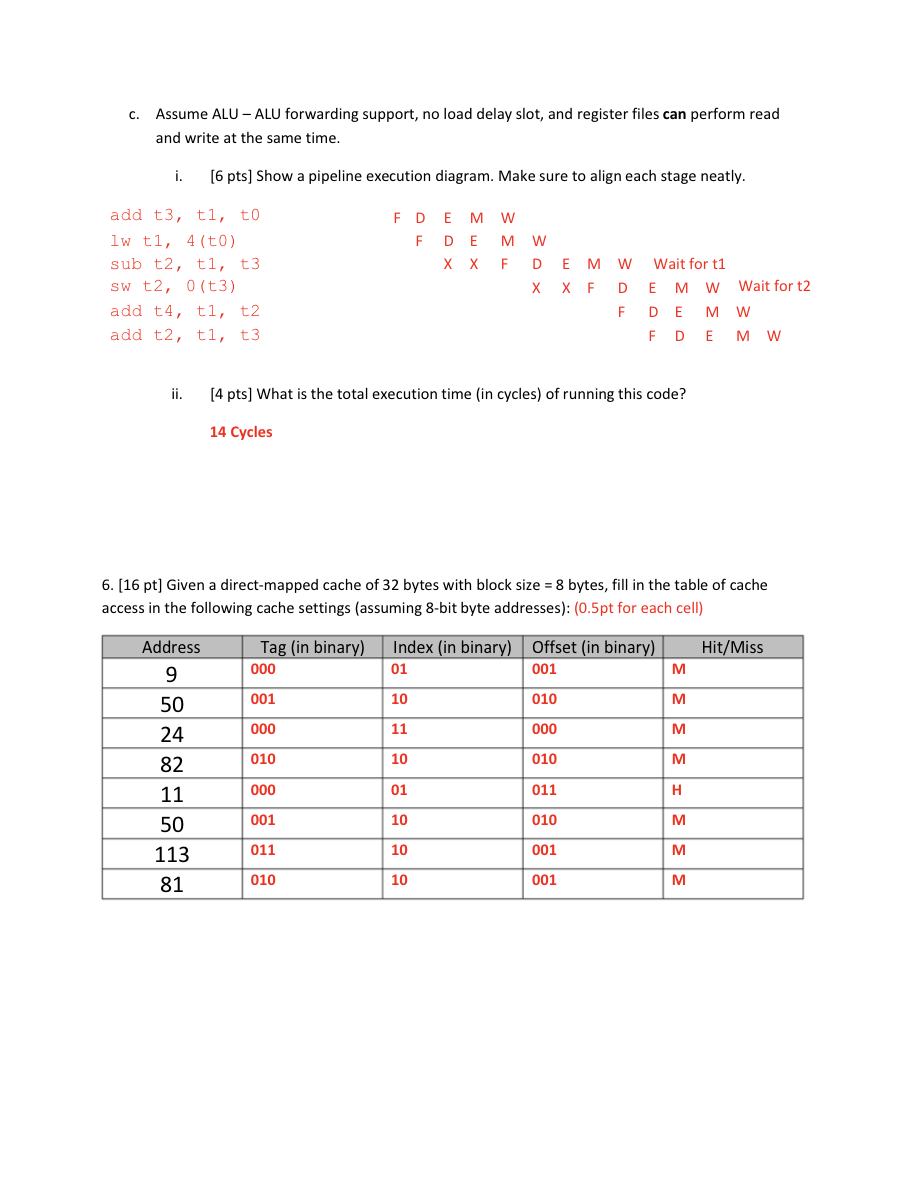 c. Assume ALU – ALU forwarding support, no load delay slot, and register files can perform read
and write at the same time.
i. [6 pts] Show a pipeline execution diagram. Make sure to align each stage neatly.
add t3, t1, t0 F D E M W
lw t1, 4(t0) F D E M W
sub t2, t1, t3 X X F D E M W Wait for t1
sw t2, 0(t3) X X F D E M W Wait for t2
add t4, t1, t2 F D E M W
add t2, t1, t3 F D E M W
ii. [4 pts] What is the total execution time (in cycles) of running this code?
14 Cycles
6. [16 pt] Given a direct-mapped cache of 32 bytes with block size = 8 bytes, fill in the table of cache
access in the following cache settings (assuming 8-bit byte addresses): (0.5pt for each cell)
Address Tag (in binary) Index (in binary) Offset (in binary) Hit/Miss
9 000 01 001 M
50 001 10 010 M
24 000 11 000 M
82 010 10 010 M
11 000 01 011 H
50 001 10 010 M
113 011 10 001 M
81 010 10 001 M